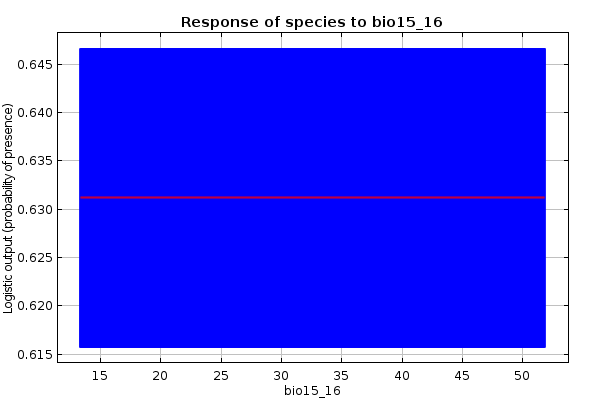 Response of species to bio15_16
Logistic output (probability of presence)
0.645
0.640
0.635
0.630
0.625
0.620
0.615
15 20 25 30 35 40 45 50
bio15_16